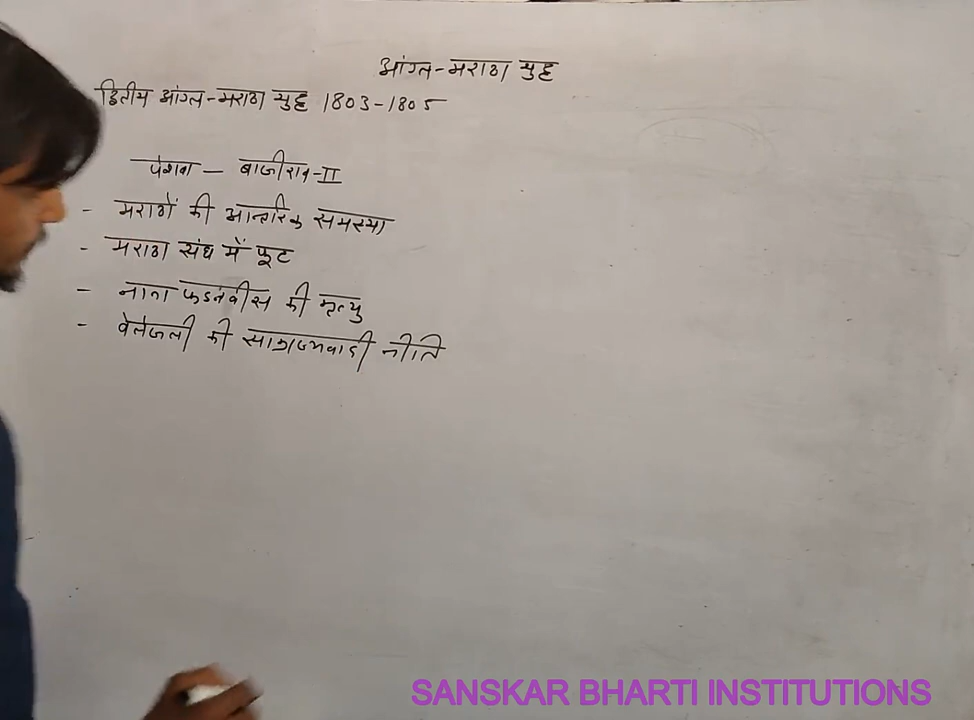 आंग्ल-मराठा युद्ध
द्वितीय आंग्ल-मराठा युद्ध 1803-1805
पेशवा - बाजीराव-II
- मराठों की आन्तरिक समस्या
- मराठा संघ में फूट
- नाना फडनवीस की मृत्यु
- वेलेजली की साम्राज्यवादी नीति
SANSKAR BHARTI INSTITUTIONS